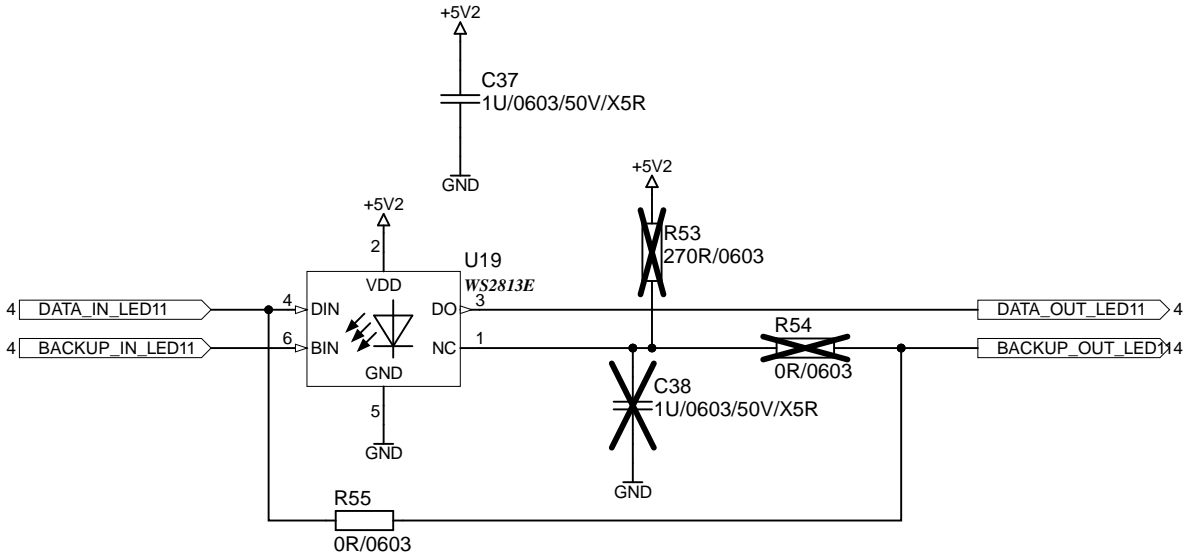 +5V2
C37
1U/0603/50V/X5R
GND
+5V2
+5V2
R53
270R/0603
2
U19
WS2813E
VDD
4 DATA_IN_LED11 4 DIN DO 3 DATA_OUT_LED11 4
4 BACKUP_IN_LED11 6 BIN NC 1 BACKUP_OUT_LED11 4
R54
0R/0603
GND
5
GND
C38
1U/0603/50V/X5R
GND
R55
0R/0603